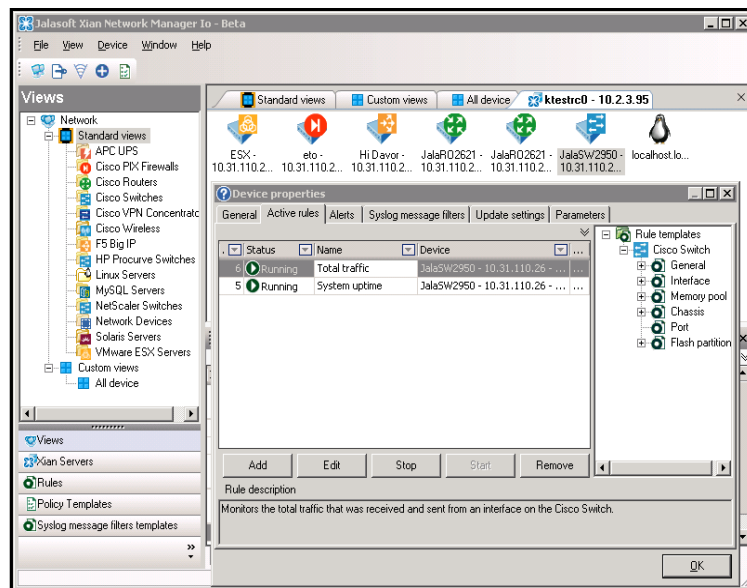 Jalasoft Xian Network Manager Io - Beta
File View Device Window Help
Views
Network
Standard views
APC UPS
Cisco PIX Firewalls
Cisco Routers
Cisco Switches
Cisco VPN Concentratc
Cisco Wireless
F5 Big IP
HP Procurve Switches
Linux Servers
MySQL Servers
NetScaler Switches
Network Devices
Solaris Servers
VMware ESX Servers
Custom views
All device
Views
Xian Servers
Rules
Policy Templates
Syslog message filters templates
Standard views Custom views All device ktestrc0 - 10.2.3.95
ESX - 10.31.110.2...
eto - 10.31.110.2...
Hi Davor - 10.31.110.2...
JalaRO2621 - 10.31.110.2...
JalaRO2621 - 10.31.110.2...
JalaSW2950 - 10.31.110.2...
localhost.lo...
Device properties
General Active rules Alerts Syslog message filters Update settings Parameters
. Status Name Device ...
6 Running Total traffic JalaSW2950 - 10.31.110.26 - ... ...
5 Running System uptime JalaSW2950 - 10.31.110.26 - ... ...
Rule templates
Cisco Switch
General
Interface
Memory pool
Chassis
Port
Flash partition
Add Edit Stop Start Remove
Rule description
Monitors the total traffic that was received and sent from an interface on the Cisco Switch.
OK